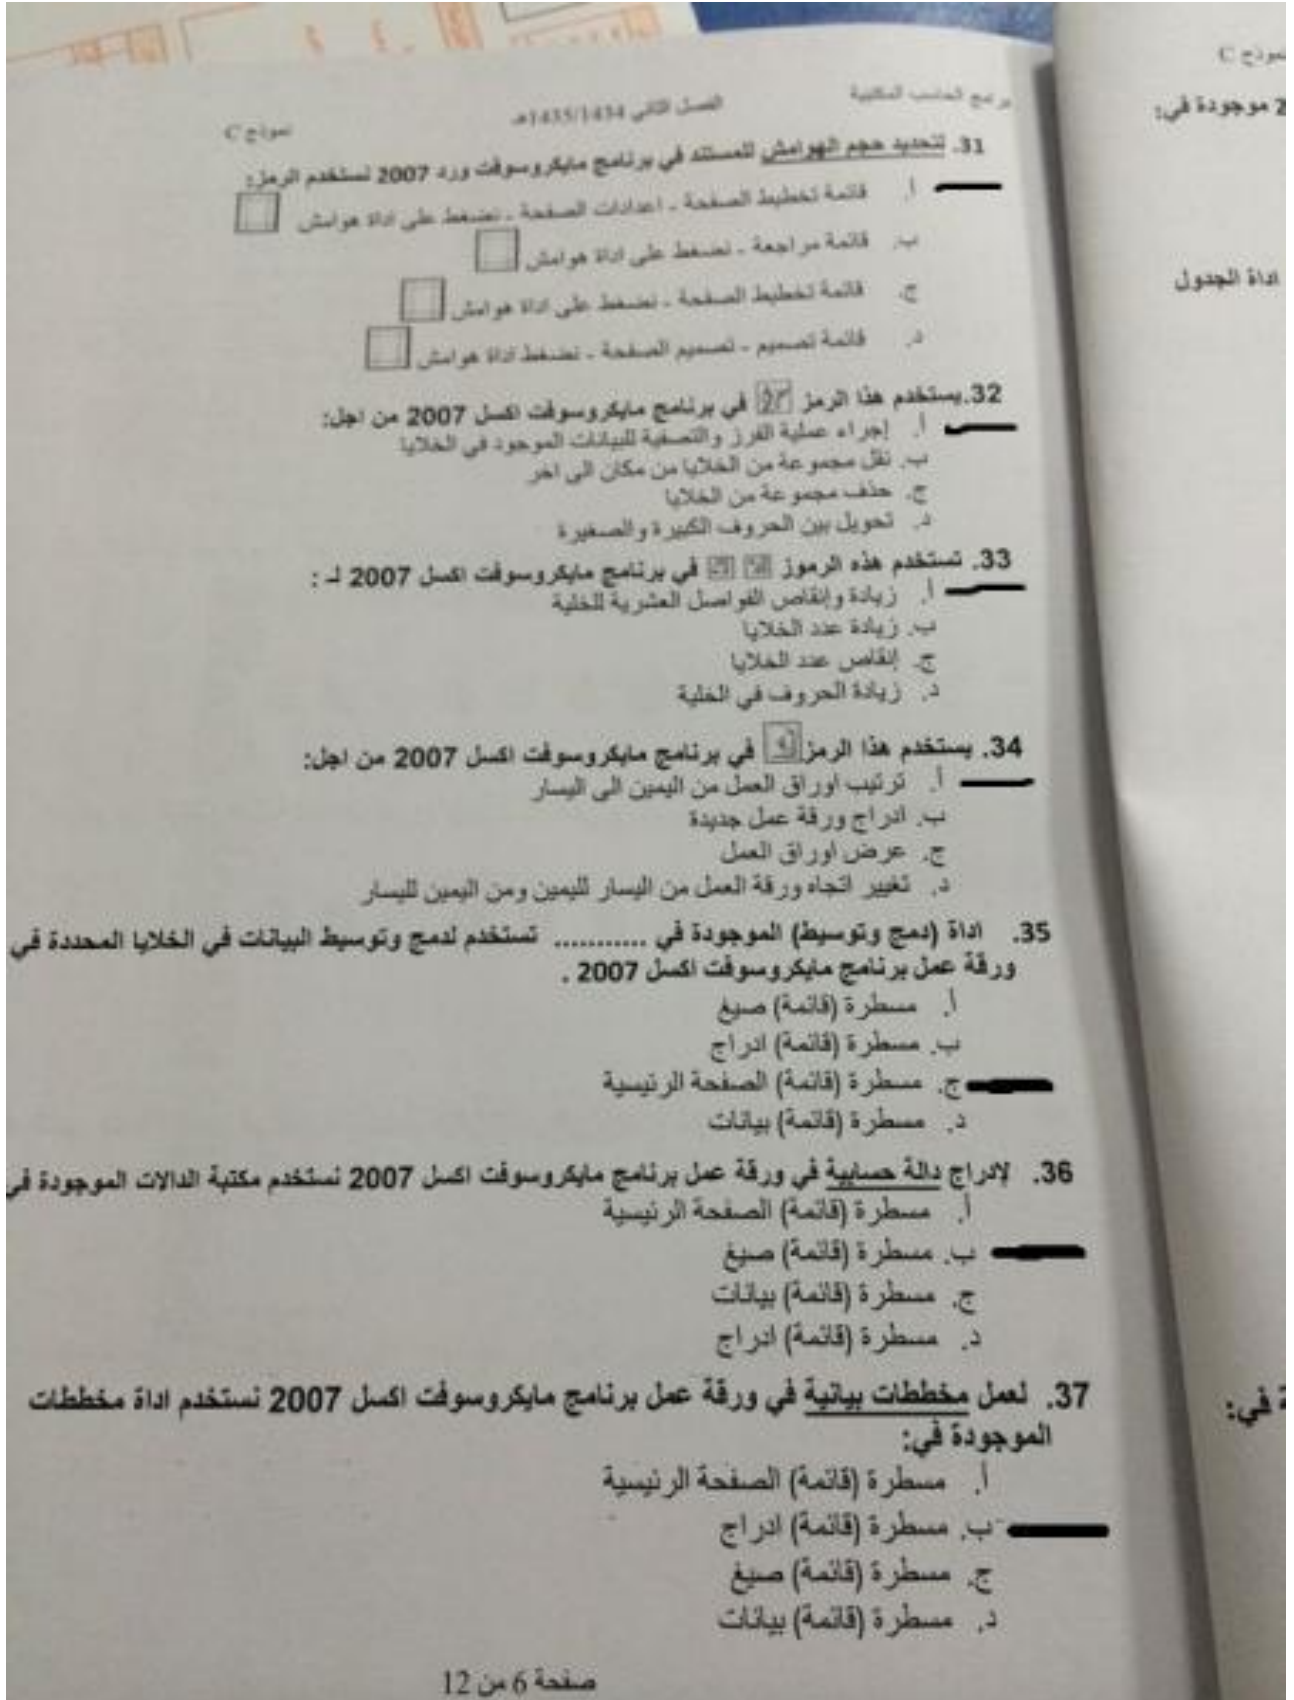 برامج الحاسب المكتبية
الفصل الثاني 1435/1434هـ
نموذج C
31. لتحديد حجم الهوامش للمستند في برنامج مايكروسوفت ورد 2007 نستخدم الرمز:
أ. قائمة تخطيط الصفحة - اعدادات الصفحة - نضغط على اداة هوامش
ب. قائمة مراجعة - نضغط على اداة هوامش
ج. قائمة تخطيط الصفحة - نضغط على اداة هوامش
د. قائمة تصميم - تصميم الصفحة - نضغط اداة هوامش
32. يستخدم هذا الرمز في برنامج مايكروسوفت اكسل 2007 من اجل:
أ. إجراء عملية الفرز والتصفية للبيانات الموجود في الخلايا
ب. نقل مجموعة من الخلايا من مكان الى اخر
ج. حذف مجموعة من الخلايا
د. تحويل بين الحروف الكبيرة والصغيرة
33. تستخدم هذه الرموز في برنامج مايكروسوفت اكسل 2007 لـ :
أ. زيادة وإنقاص الفواصل العشرية للخلية
ب. زيادة عدد الخلايا
ج. إنقاص عدد الخلايا
د. زيادة الحروف في الخلية
34. يستخدم هذا الرمز في برنامج مايكروسوفت اكسل 2007 من اجل:
أ. ترتيب اوراق العمل من اليمين الى اليسار
ب. ادراج ورقة عمل جديدة
ج. عرض اوراق العمل
د. تغيير اتجاه ورقة العمل من اليسار لليمين ومن اليمين لليسار
35. اداة (دمج وتوسيط) الموجودة في ........... تستخدم لدمج وتوسيط البيانات في الخلايا المحددة في
ورقة عمل برنامج مايكروسوفت اكسل 2007 .
أ. مسطرة (قائمة) صيغ
ب. مسطرة (قائمة) ادراج
ج. مسطرة (قائمة) الصفحة الرئيسية
د. مسطرة (قائمة) بيانات
36. لإدراج دالة حسابية في ورقة عمل برنامج مايكروسوفت اكسل 2007 نستخدم مكتبة الدالات الموجودة في
أ. مسطرة (قائمة) الصفحة الرئيسية
ب. مسطرة (قائمة) صيغ
ج. مسطرة (قائمة) بيانات
د. مسطرة (قائمة) ادراج
37. لعمل مخططات بيانية في ورقة عمل برنامج مايكروسوفت اكسل 2007 نستخدم اداة مخططات
الموجودة في:
أ. مسطرة (قائمة) الصفحة الرئيسية
ب. مسطرة (قائمة) ادراج
ج. مسطرة (قائمة) صيغ
د. مسطرة (قائمة) بيانات
صفحة 6 من 12
نموذج C
2 موجودة في:
اداة الجدول
في: